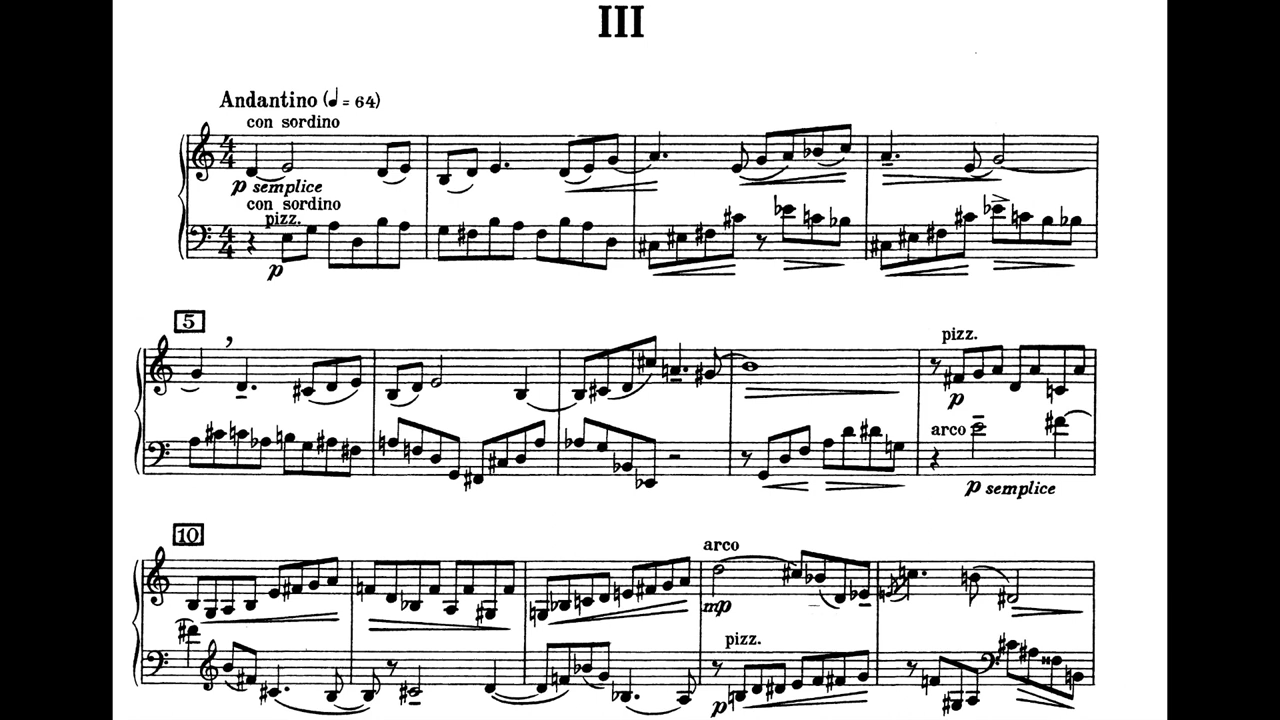 III
Andantino (♩ = 64)
con sordino
p semplice
con sordino
pizz.
p
5
pizz.
p
arco
p semplice
10
arco
mp
pizz.
p